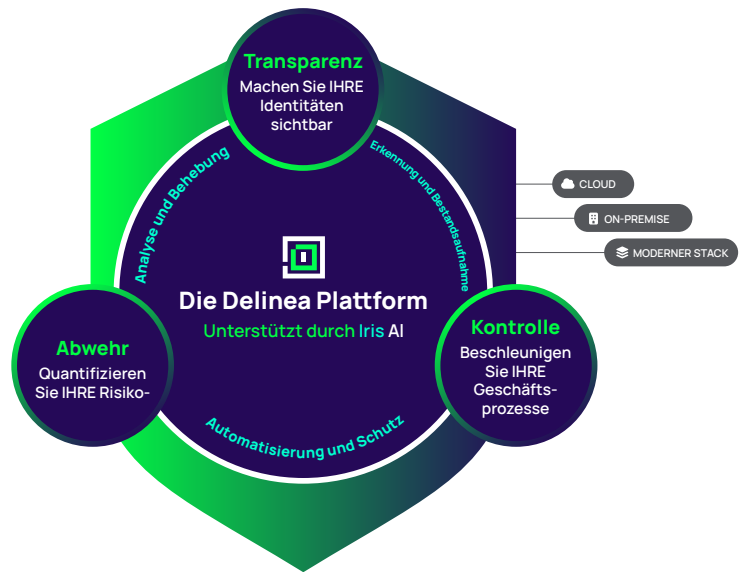 Transparenz
Machen Sie IHRE
Identitäten
sichtbar
Analyse und Behebung
Erkennung und Bestandsaufnahme
CLOUD
ON-PREMISE
MODERNER STACK
Die Delinea Plattform
Unterstützt durch Iris AI
Abwehr
Quantifizieren
Sie IHRE Risiko-
Kontrolle
Beschleunigen
Sie IHRE
Geschäfts-
prozesse
Automatisierung und Schutz